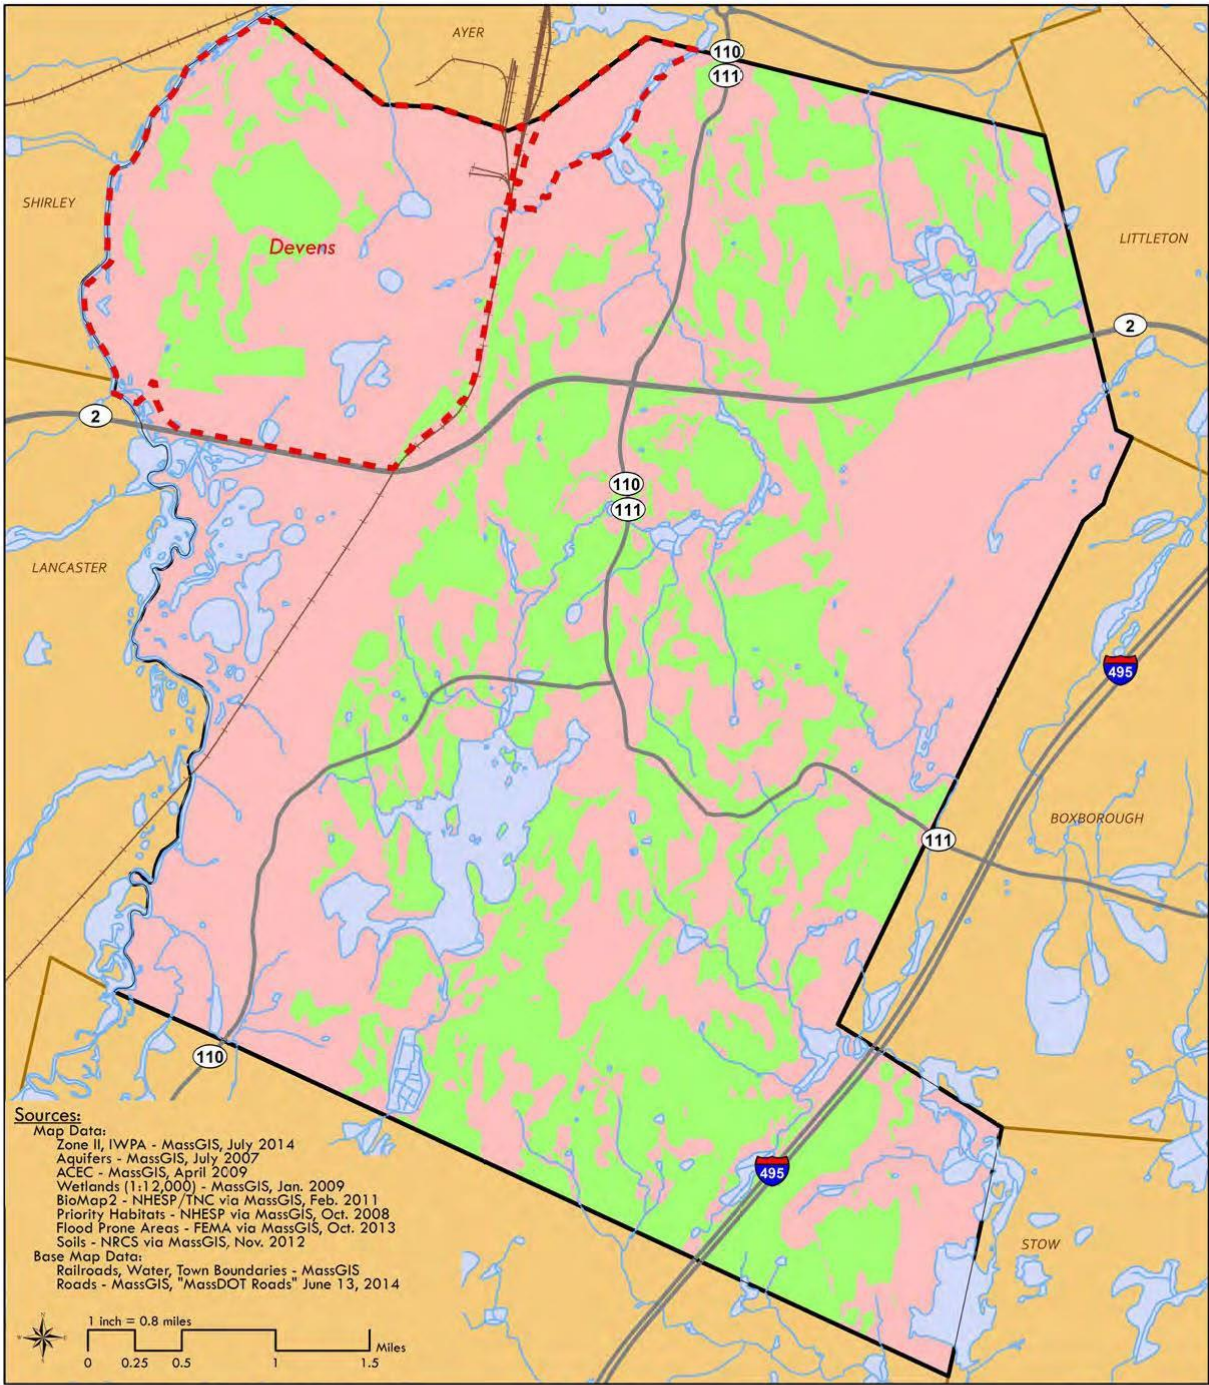 AYER
110
111
SHIRLEY
Devens
LITTLETON
2
2
110
111
LANCASTER
495
BOXBOROUGH
111
110
Sources:
Map Data:
Zone II, IWPA - MassGIS, July 2014
Aquifers - MassGIS, July 2007
ACEC - MassGIS, April 2009
Wetlands (1:12,000) - MassGIS, Jan. 2009
BioMap2 - NHESP/TNC via MassGIS, Feb. 2011
Priority Habitats - NHESP via MassGIS, Oct. 2008
Flood Prone Areas - FEMA via MassGIS, Oct. 2013
Soils - NRCS via MassGIS, Nov. 2012
Base Map Data:
Railroads, Water, Town Boundaries - MassGIS
Roads - MassGIS, "MassDOT Roads" June 13, 2014
495
STOW
N
W E
S
1 inch = 0.8 miles
Miles
0 0.25 0.5 1 1.5